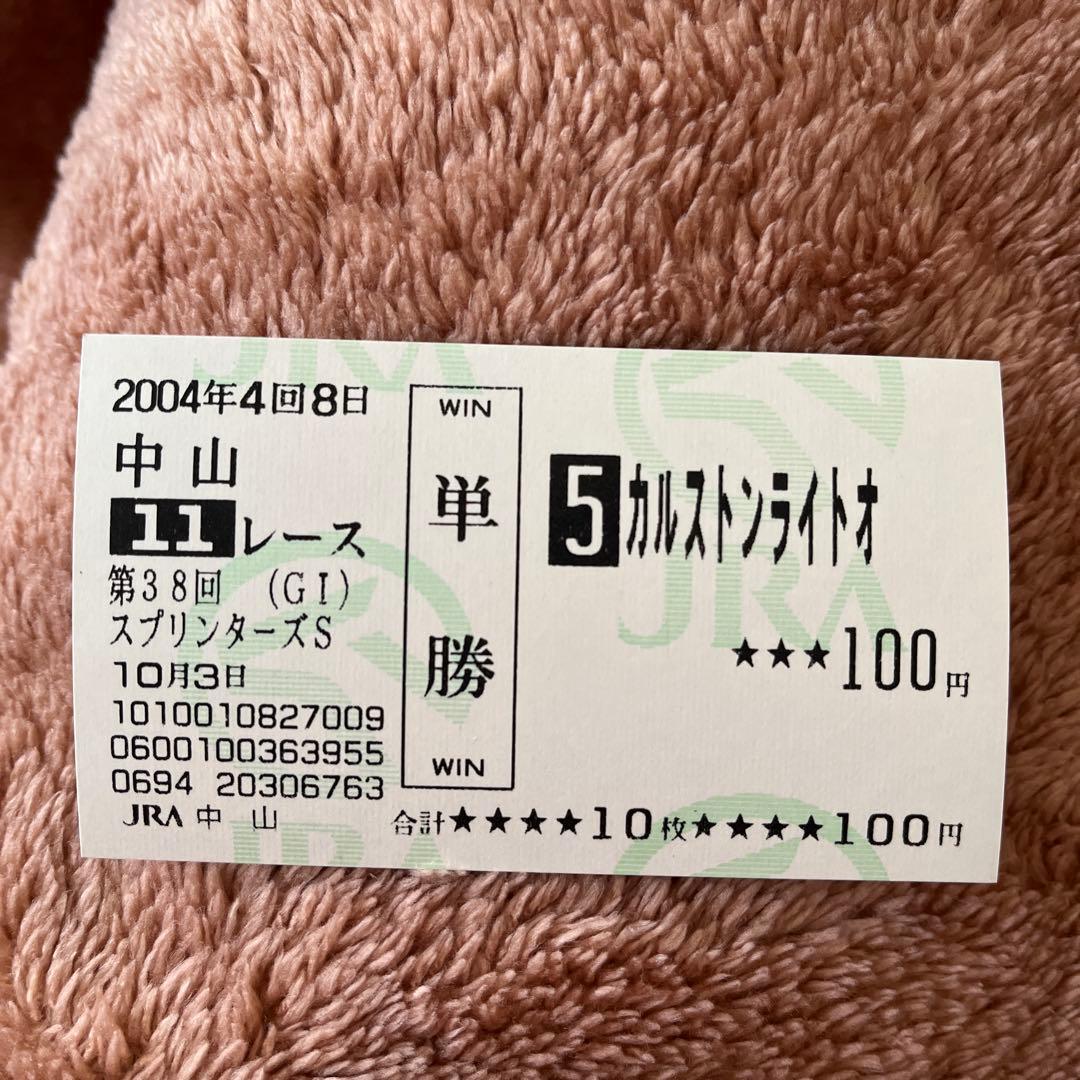 2004年4回8日
中山
11レース
第38回 (GI)
スプリンターズS
10月3日
1010010827009
0600100363955
0694 20306763
JRA 中 山
WIN
単
勝
WIN
5カルストンライトオ
★★★100円
合計★★★★10枚★★★★100円
JRA
JRA
JRA